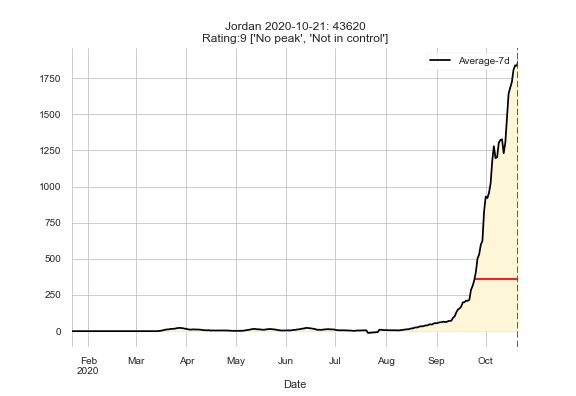 Jordan 2020-10-21: 43620
Rating:9 ['No peak', 'Not in control']
Average-7d
1750
1500
1250
1000
750
500
250
0
Feb Mar Apr May Jun Jul Aug Sep Oct
2020
Date